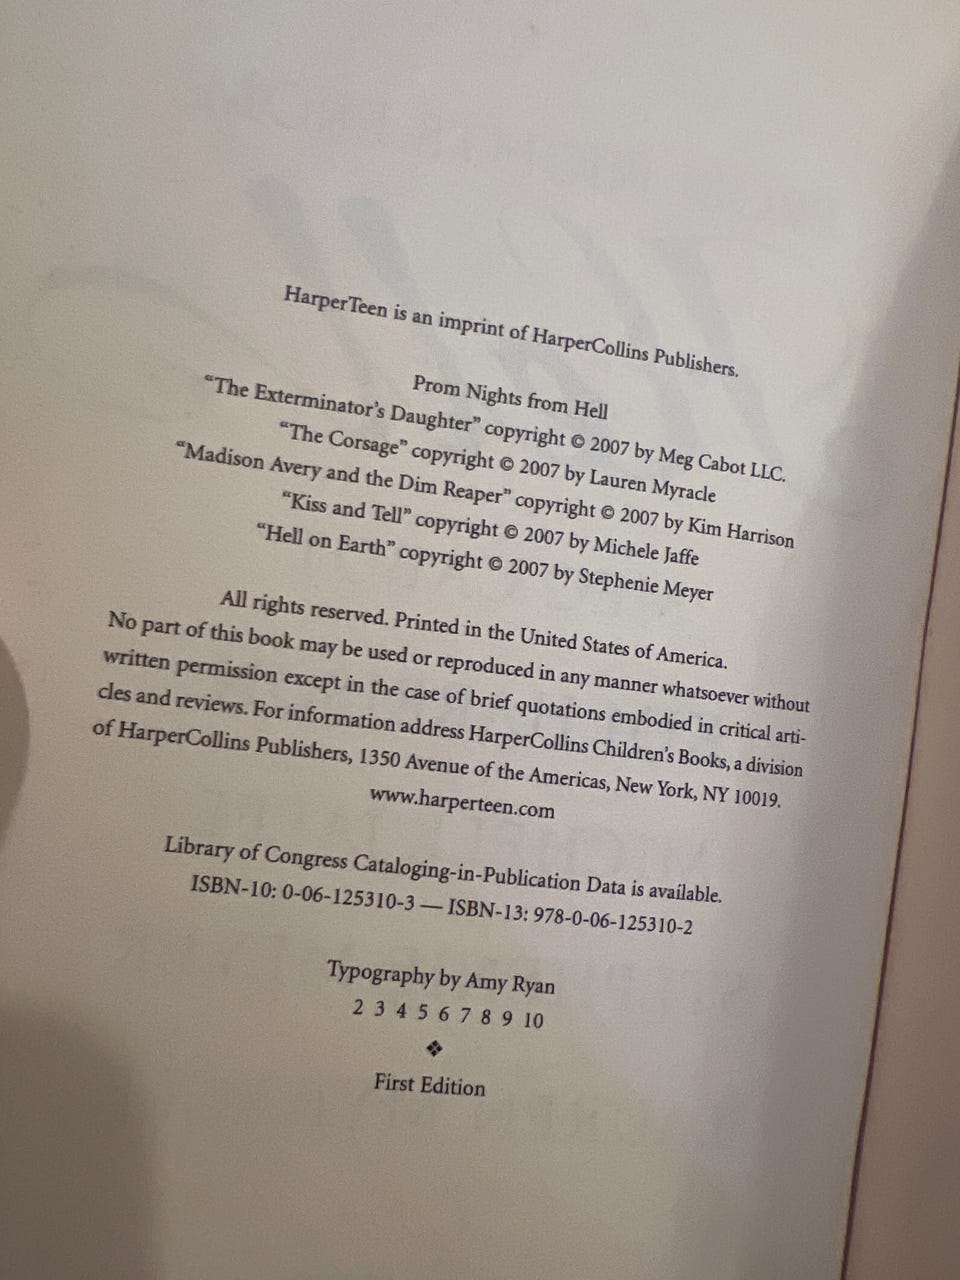 HarperTeen is an imprint of HarperCollins Publishers.
Prom Nights from Hell
“The Exterminator’s Daughter” copyright © 2007 by Meg Cabot LLC.
“The Corsage” copyright © 2007 by Lauren Myracle
“Madison Avery and the Dim Reaper” copyright © 2007 by Kim Harrison
“Kiss and Tell” copyright © 2007 by Michele Jaffe
“Hell on Earth” copyright © 2007 by Stephenie Meyer
All rights reserved. Printed in the United States of America.
No part of this book may be used or reproduced in any manner whatsoever without
written permission except in the case of brief quotations embodied in critical arti-
cles and reviews. For information address HarperCollins Children’s Books, a division
of HarperCollins Publishers, 1350 Avenue of the Americas, New York, NY 10019.
www.harperteen.com
Library of Congress Cataloging-in-Publication Data is available.
ISBN-10: 0-06-125310-3 — ISBN-13: 978-0-06-125310-2
Typography by Amy Ryan
2 3 4 5 6 7 8 9 10
❖
First Edition